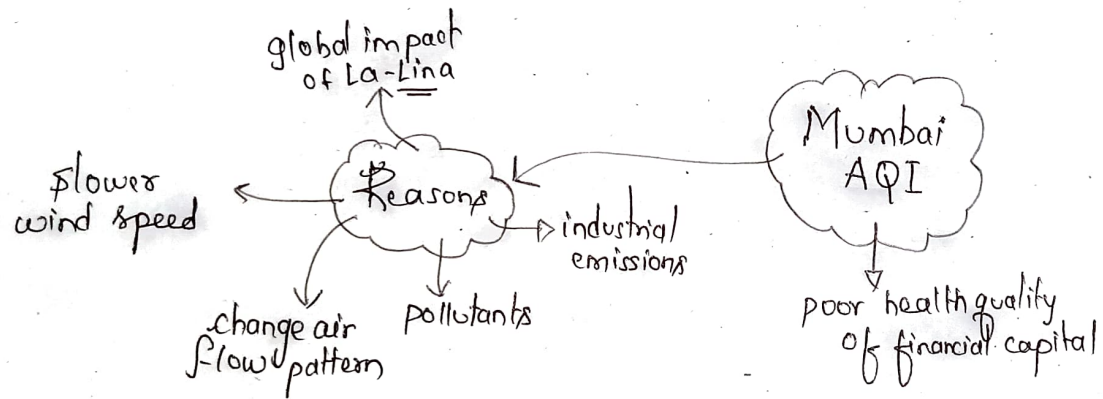 global impact
of La-Lina
Mumbai
AQI
Reasons
slower
wind speed
industrial
emissions
pollutants
change air
flow pattern
poor health quality
of financial capital